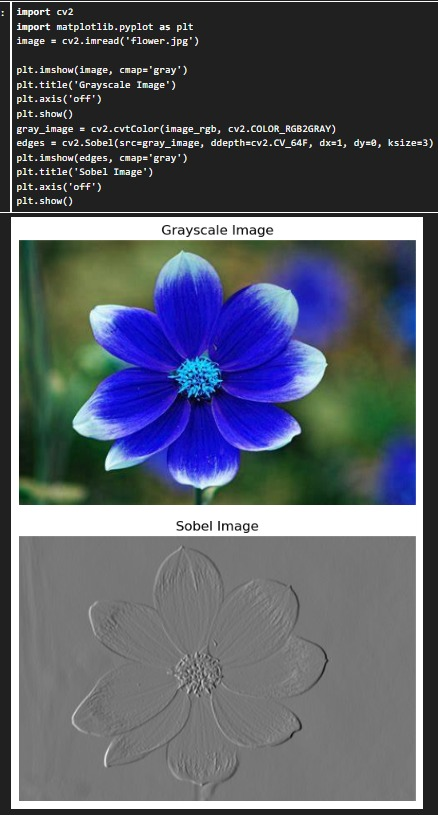 :
import cv2
import matplotlib.pyplot as plt
image = cv2.imread('flower.jpg')
plt.imshow(image, cmap='gray')
plt.title('Grayscale Image')
plt.axis('off')
plt.show()
gray_image = cv2.cvtColor(image_rgb, cv2.COLOR_RGB2GRAY)
edges = cv2.Sobel(src=gray_image, ddepth=cv2.CV_64F, dx=1, dy=0, ksize=3)
plt.imshow(edges, cmap='gray')
plt.title('Sobel Image')
plt.axis('off')
plt.show()
Grayscale Image
Sobel Image